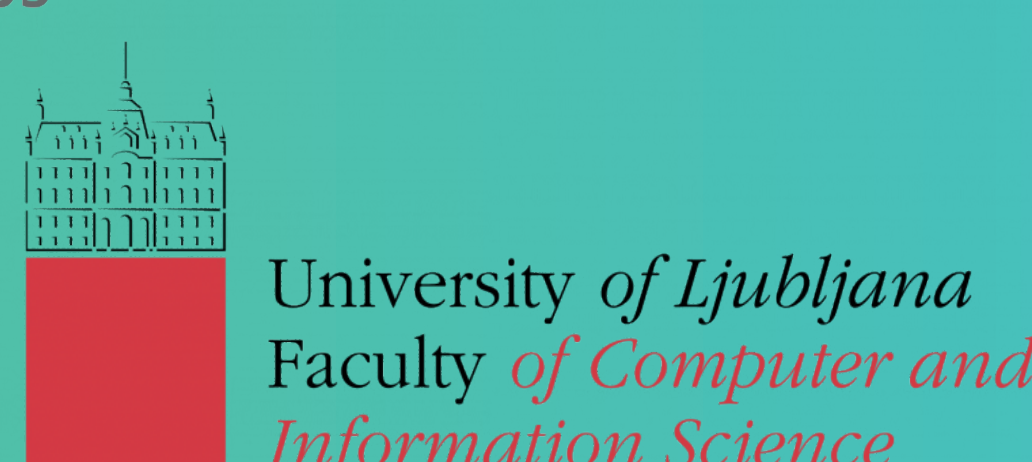 University of Ljubljana
Faculty of Computer and
Information Science